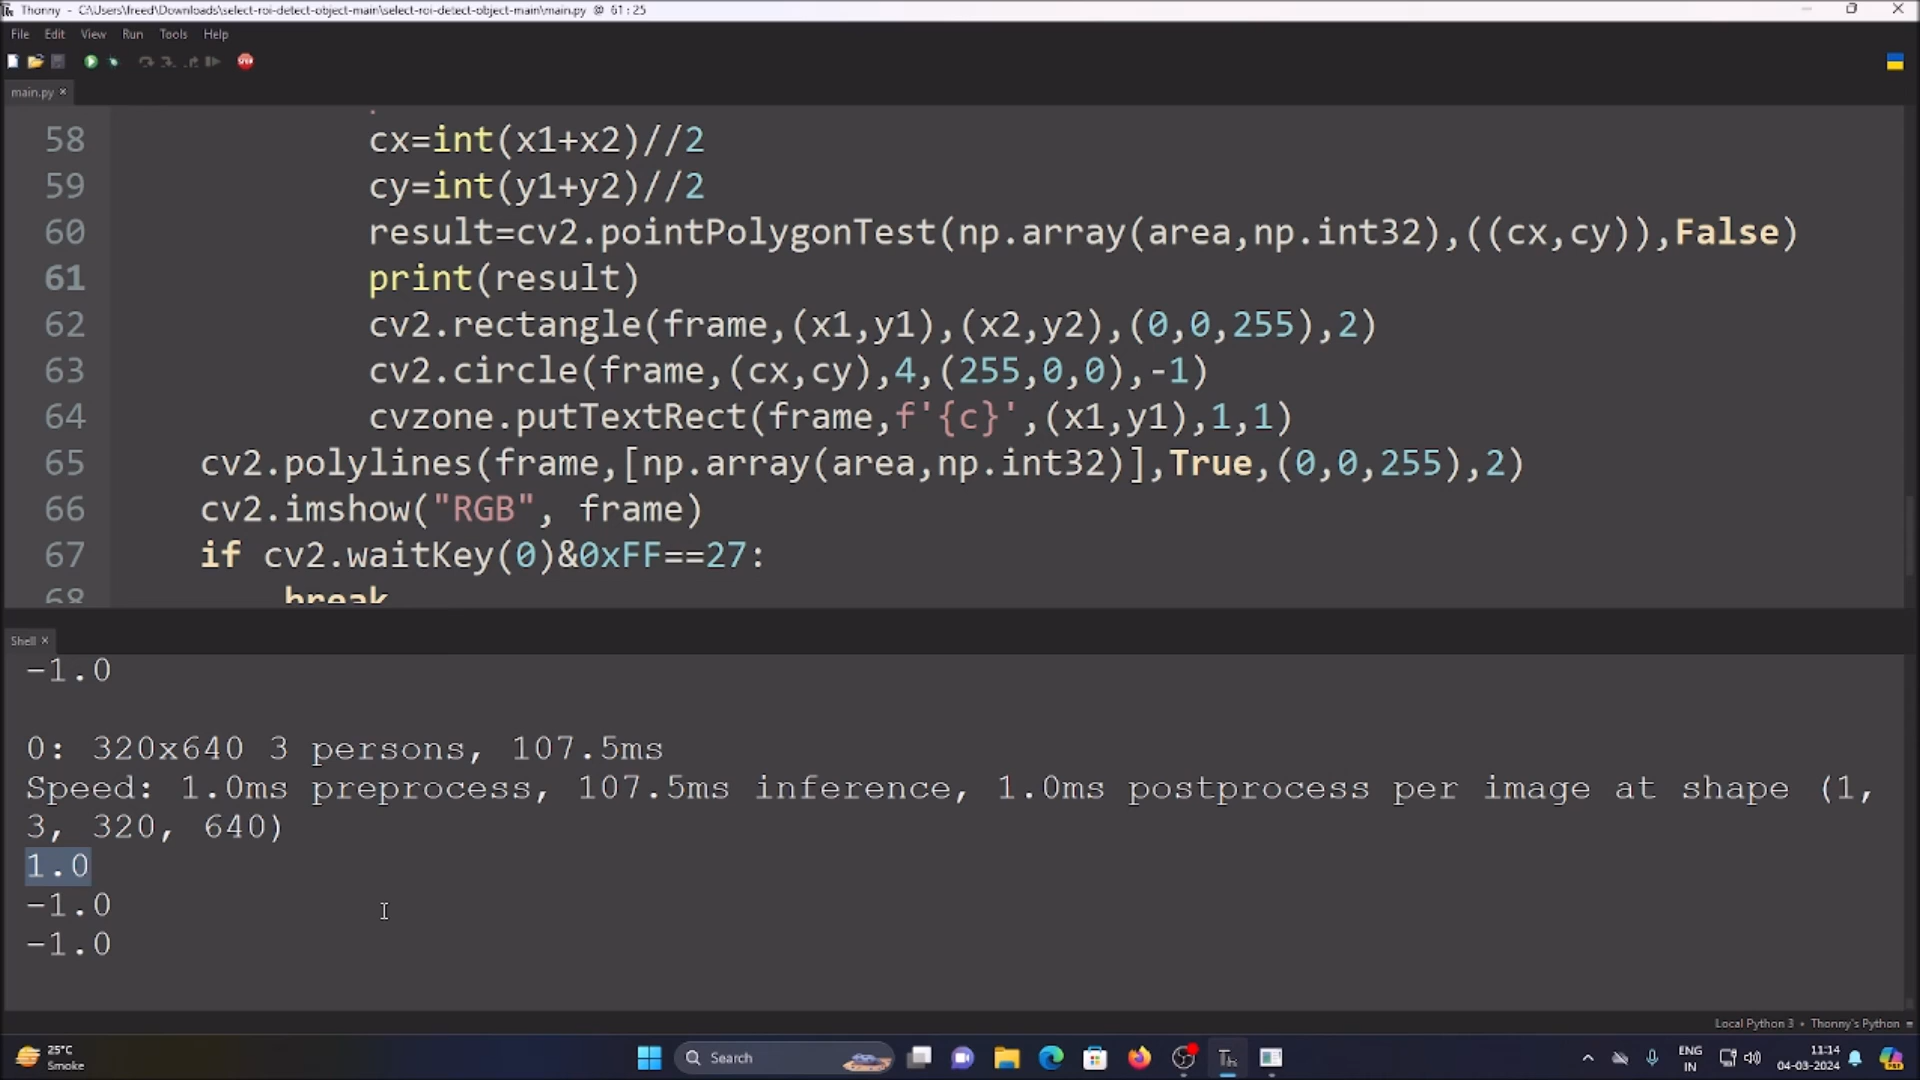 Thonny - C:\Users\freed\Downloads\select-roi-detect-object-main\select-roi-detect-object-main\main.py @ 61:25
File Edit View Run Tools Help
main.py ×
58 cx=int(x1+x2)//2
59 cy=int(y1+y2)//2
60 result=cv2.pointPolygonTest(np.array(area,np.int32),((cx,cy)),False)
61 print(result)
62 cv2.rectangle(frame,(x1,y1),(x2,y2),(0,0,255),2)
63 cv2.circle(frame,(cx,cy),4,(255,0,0),-1)
64 cvzone.putTextRect(frame,f'{c}',(x1,y1),1,1)
65 cv2.polylines(frame,[np.array(area,np.int32)],True,(0,0,255),2)
66 cv2.imshow("RGB", frame)
67 if cv2.waitKey(0)&0xFF==27:
68 break
Shell ×
-1.0
0: 320x640 3 persons, 107.5ms
Speed: 1.0ms preprocess, 107.5ms inference, 1.0ms postprocess per image at shape (1,
3, 320, 640)
1.0
-1.0
-1.0
Local Python 3 • Thonny's Python
25°C
Smoke
Search
ENG
IN
11:14
04-03-2024